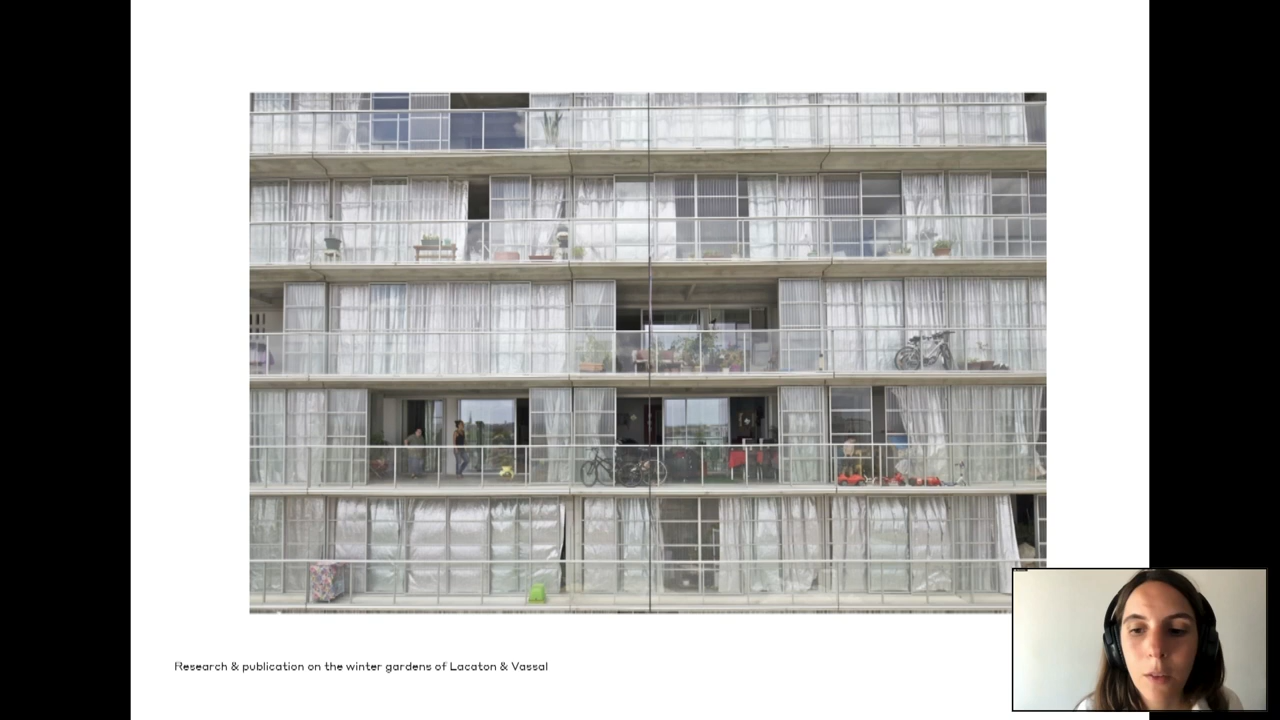 Research & publication on the winter gardens of Lacaton & Vassal